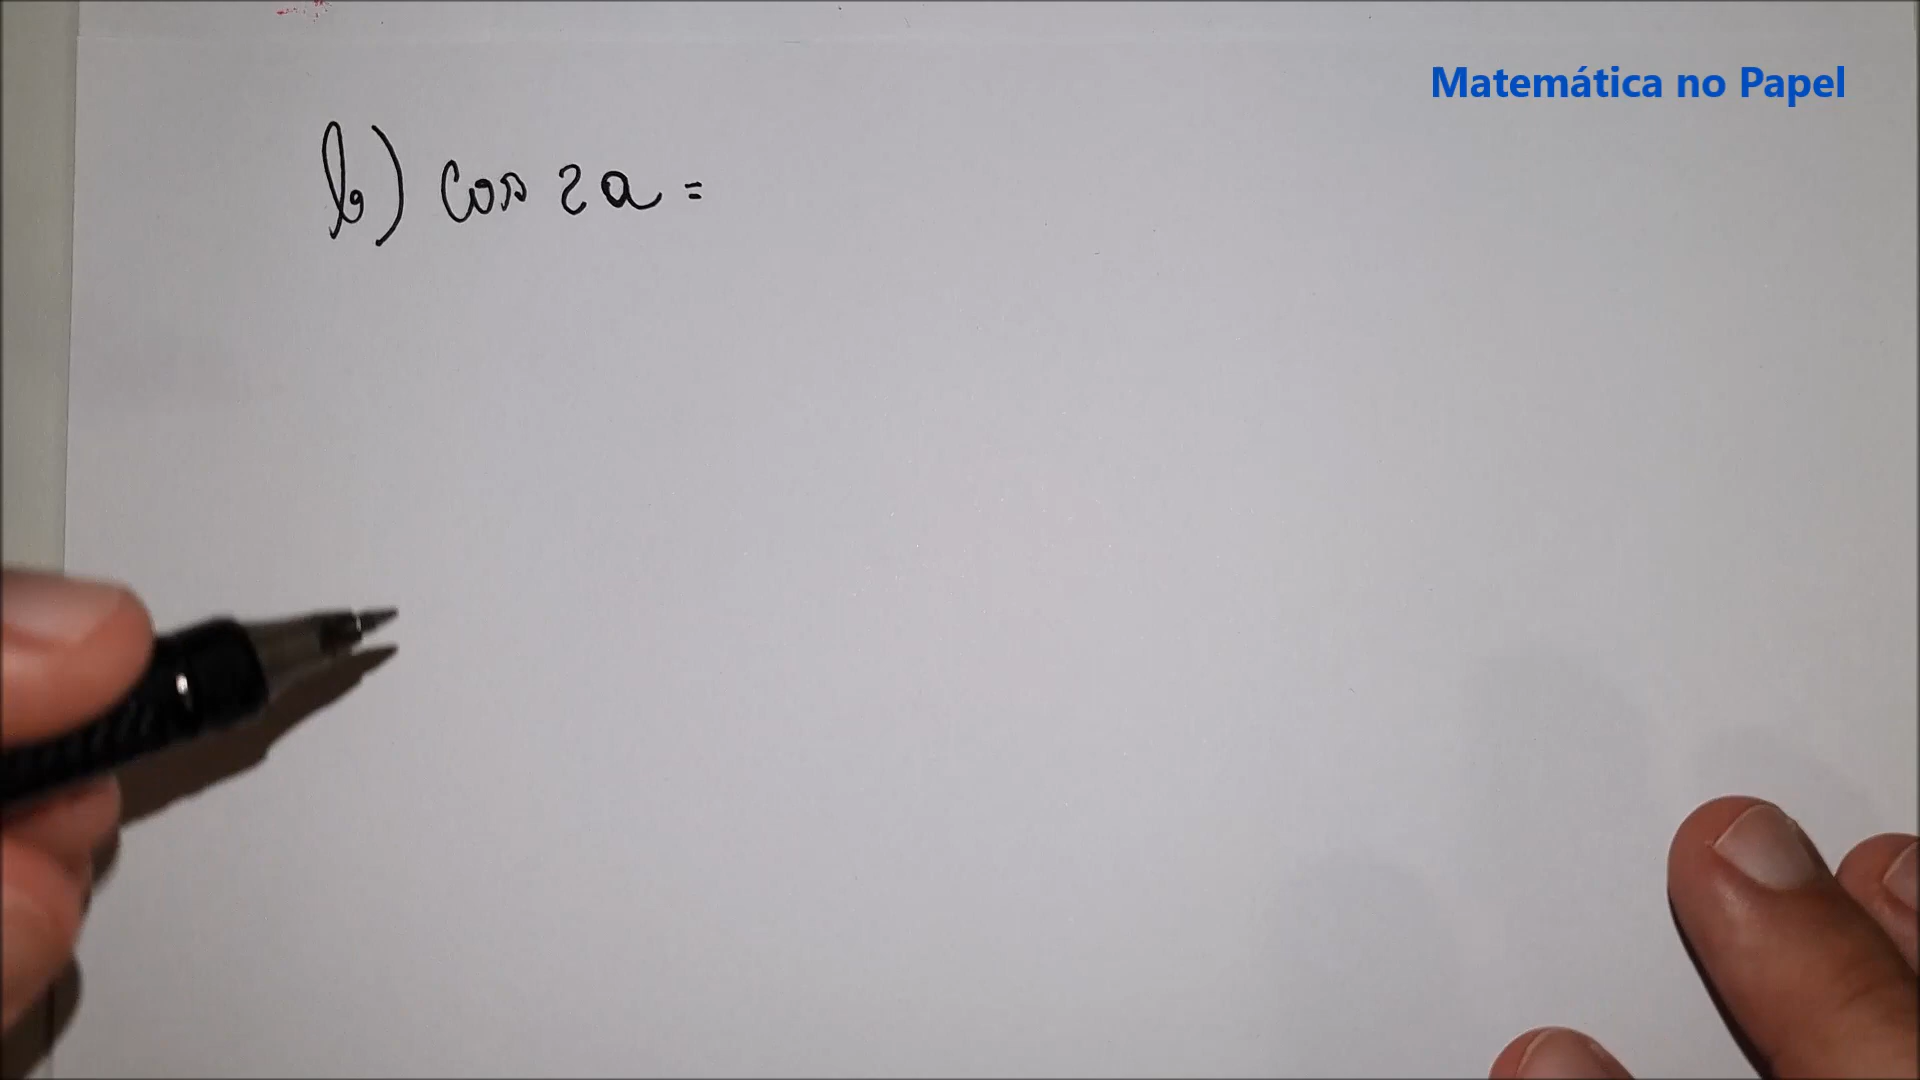 Matemática no Papel
b) cos 2a =